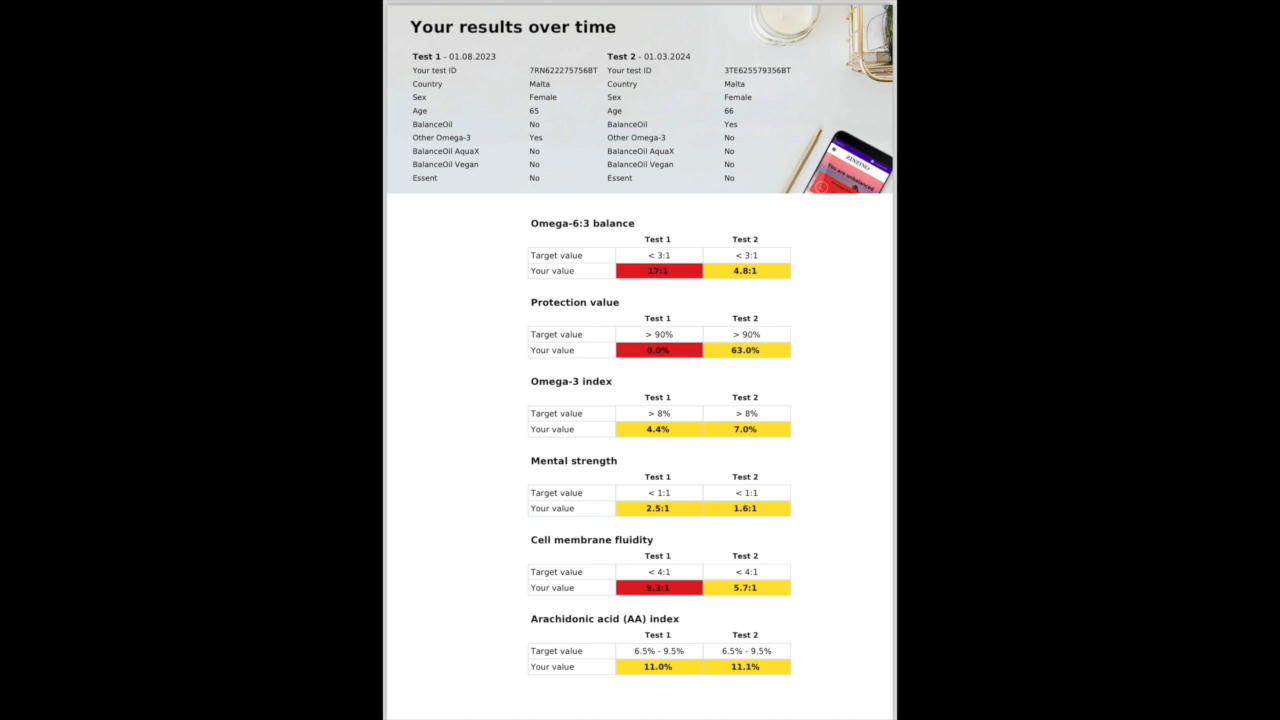 Your results over time
Test 1 - 01.08.2023 Test 2 - 01.03.2024
Your test ID 7RN622275756BT Your test ID 3TE625579356BT
Country Malta Country Malta
Sex Female Sex Female
Age 65 Age 66
BalanceOil No BalanceOil Yes
Other Omega-3 Yes Other Omega-3 No
BalanceOil AquaX No BalanceOil AquaX No
BalanceOil Vegan No BalanceOil Vegan No
Essent No Essent No
ZINZINO
You are unbalanced
Omega-6:3 balance
Test 1 Test 2
Target value < 3:1 < 3:1
Your value 17:1 4.8:1
Protection value
Test 1 Test 2
Target value > 90% > 90%
Your value 0.0% 63.0%
Omega-3 index
Test 1 Test 2
Target value > 8% > 8%
Your value 4.4% 7.0%
Mental strength
Test 1 Test 2
Target value < 1:1 < 1:1
Your value 2.5:1 1.6:1
Cell membrane fluidity
Test 1 Test 2
Target value < 4:1 < 4:1
Your value 9.3:1 5.7:1
Arachidonic acid (AA) index
Test 1 Test 2
Target value 6.5% - 9.5% 6.5% - 9.5%
Your value 11.0% 11.1%